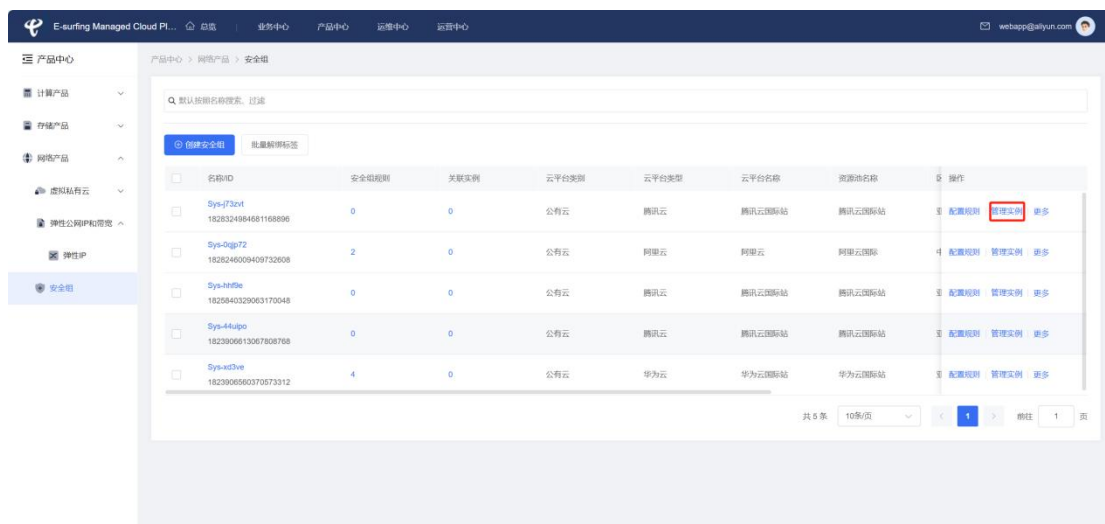 E-surfing Managed Cloud Pl... 总览 业务中心 产品中心 运维中心 运营中心 webapp@aliyun.com
产品中心
产品中心 > 网络产品 > 安全组
计算产品
默认按照名称搜索、过滤
存储产品
创建安全组 批量解绑标签
网络产品
名称/ID 安全组规则 关联实例 云平台类别 云平台类型 云平台名称 资源池名称 操作
虚拟私有云
Sys-j73zvt
1828324984681168896 0 0 公有云 腾讯云 腾讯云国际站 腾讯云国际站 配置规则 管理实例 更多
弹性公网IP和带宽
Sys-0qjp72
1828246009409732608 2 0 公有云 阿里云 阿里云 阿里云国际 配置规则 管理实例 更多
弹性IP
安全组
Sys-hhf9e
1825840329063170048 0 0 公有云 腾讯云 腾讯云国际站 腾讯云国际站 配置规则 管理实例 更多
Sys-44uipo
1823906613067808768 0 0 公有云 腾讯云 腾讯云国际站 腾讯云国际站 配置规则 管理实例 更多
Sys-xd3ve
1823906560370573312 4 0 公有云 华为云 华为云国际站 华为云国际站 配置规则 管理实例 更多
共 5 条 10条/页 1 前往 1 页